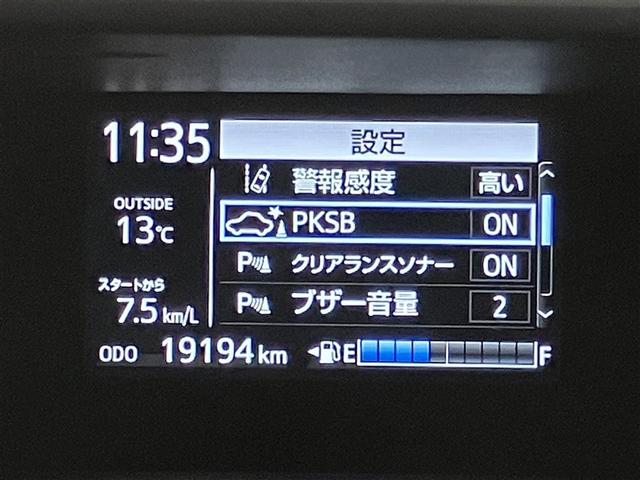 11:35
設定
警報感度 高い
OUTSIDE
13℃
PKSB ON
クリアランスソナー ON
スタートから
7.5 km/L
ブザー音量 2
ODO 19194 km
E F